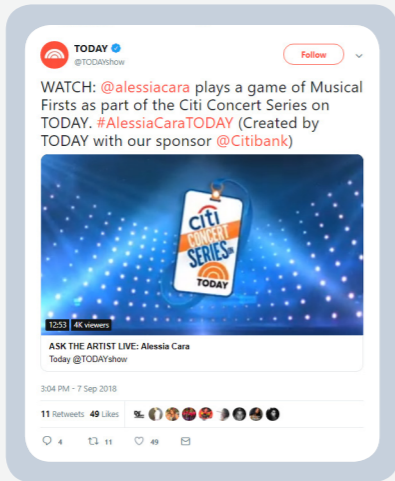 TODAY
@TODAYshow
Follow
WATCH: @alessiacara plays a game of Musical
Firsts as part of the Citi Concert Series on
TODAY. #AlessiaCaraTODAY (Created by
TODAY with our sponsor @Citibank)
citi
CONCERT
SERIES
ON
TODAY
12:53 4K viewers
ASK THE ARTIST LIVE: Alessia Cara
Today @TODAYshow
3:04 PM - 7 Sep 2018
11 Retweets 49 Likes
4 11 49